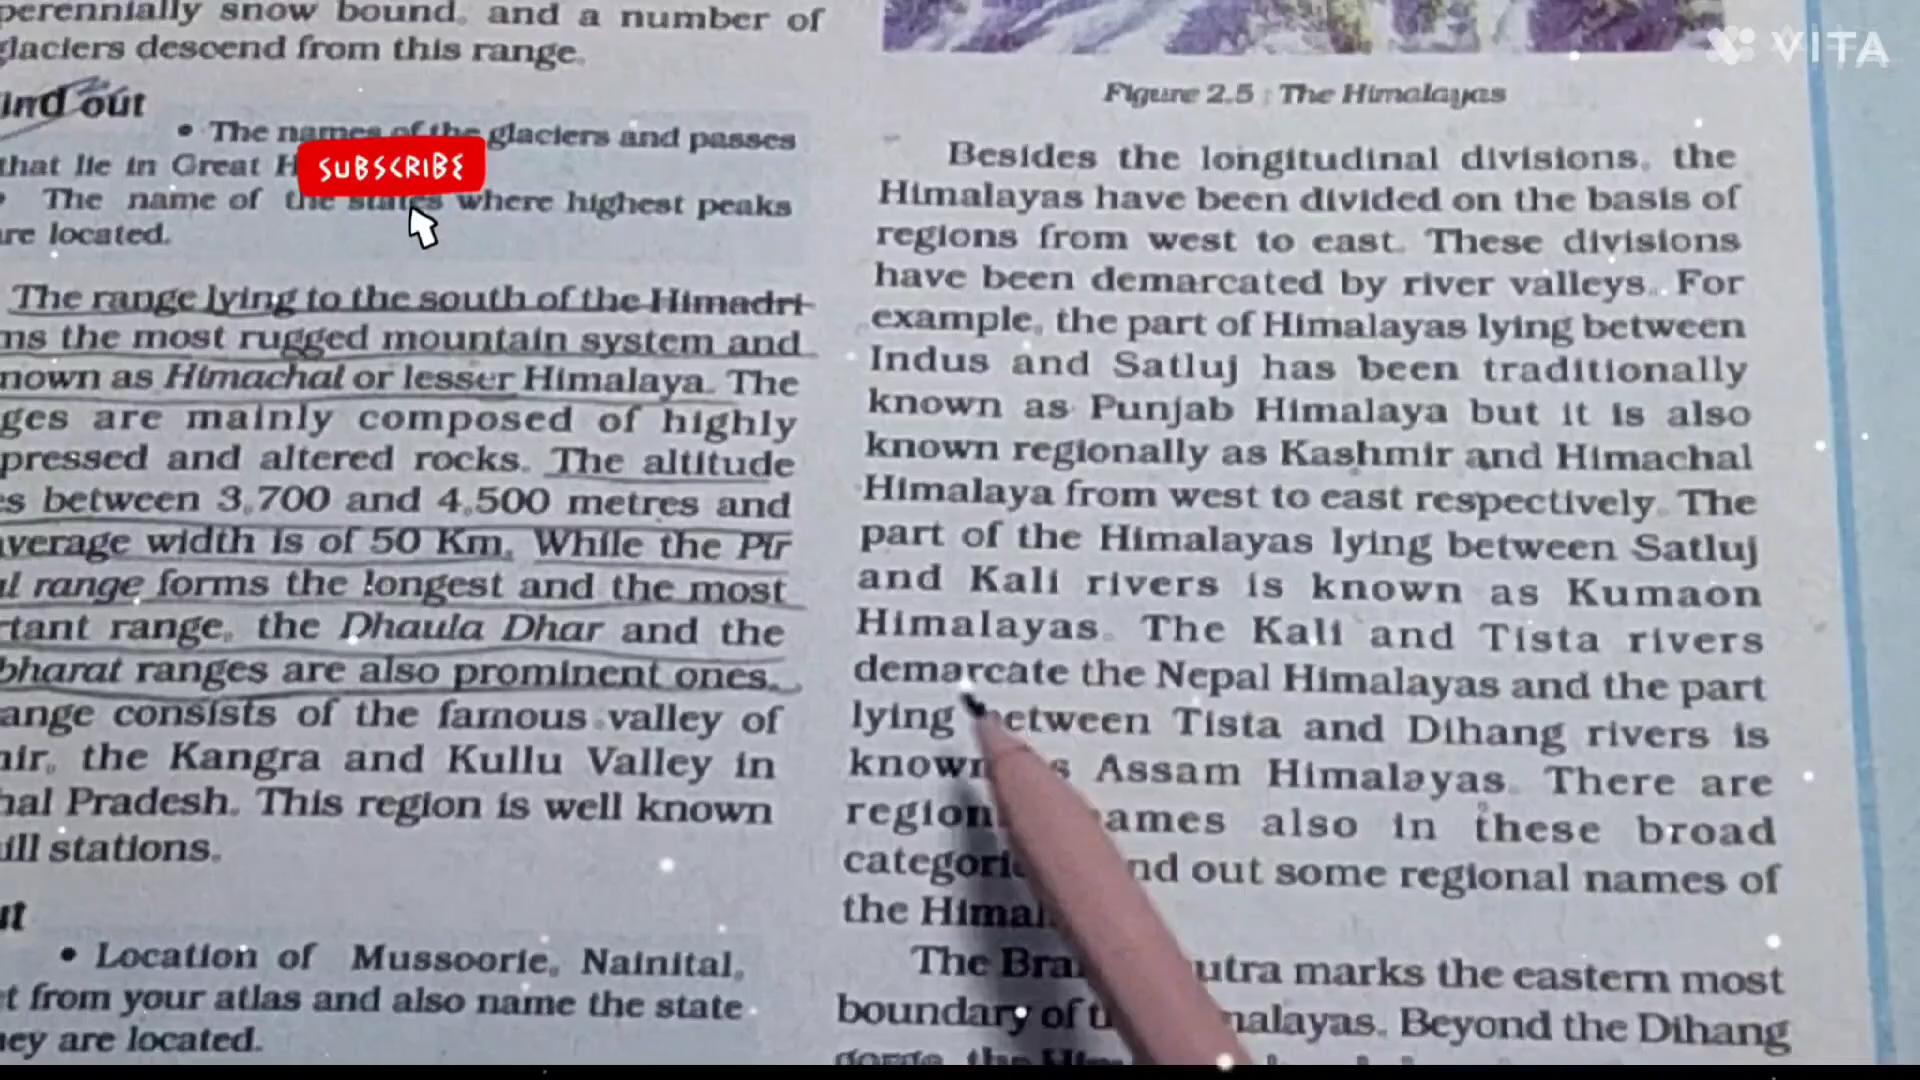 perennially snow bound, and a number of
glaciers descend from this range.
ind out
• The names of the glaciers and passes
that lie in Great H
• The name of the states where highest peaks
are located.
The range lying to the south of the Himadri
ms the most rugged mountain system and
nown as Himachal or lesser Himalaya. The
ges are mainly composed of highly
pressed and altered rocks. The altitude
es between 3,700 and 4,500 metres and
average width is of 50 Km. While the Pir
al range forms the longest and the most
rtant range, the Dhaula Dhar and the
bharat ranges are also prominent ones.
ange consists of the famous valley of
mir, the Kangra and Kullu Valley in
hal Pradesh. This region is well known
ill stations.
ut
• Location of Mussoorie, Nainital,
et from your atlas and also name the state
hey are located.
SUBSCRIBE
VITA
Figure 2.5 : The Himalayas
Besides the longitudinal divisions, the
Himalayas have been divided on the basis of
regions from west to east. These divisions
have been demarcated by river valleys. For
example, the part of Himalayas lying between
Indus and Satluj has been traditionally
known as Punjab Himalaya but it is also
known regionally as Kashmir and Himachal
Himalaya from west to east respectively. The
part of the Himalayas lying between Satluj
and Kali rivers is known as Kumaon
Himalayas. The Kali and Tista rivers
demarcate the Nepal Himalayas and the part
lying between Tista and Dihang rivers is
known s Assam Himalayas. There are
region ames also in these broad
categori nd out some regional names of
the Himal
The Bra utra marks the eastern most
boundary of t malayas. Beyond the Dihang
gorge, the Him